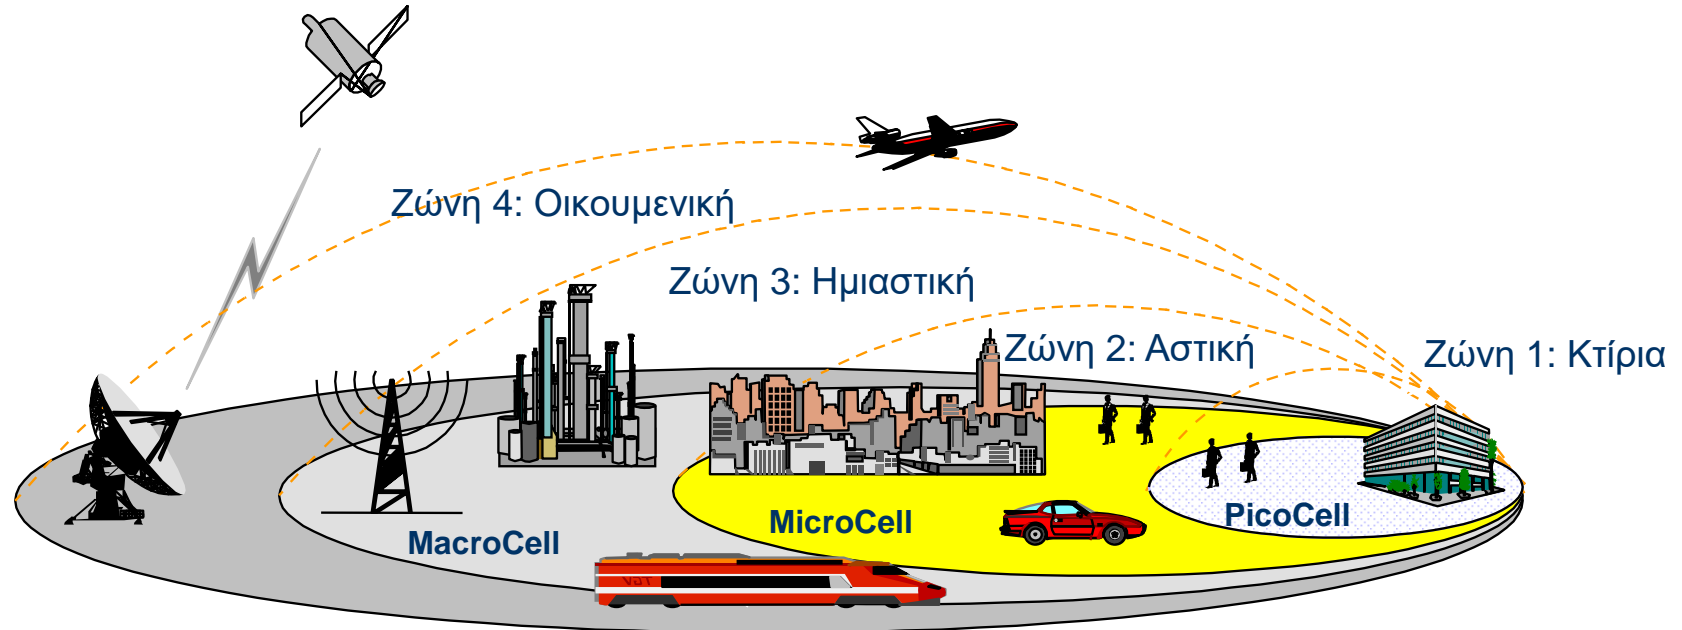 Ζώνη 4: Οικουμενική
Ζώνη 3: Ημιαστική
Ζώνη 2: Αστική
Ζώνη 1: Κτίρια
MacroCell
MicroCell
PicoCell